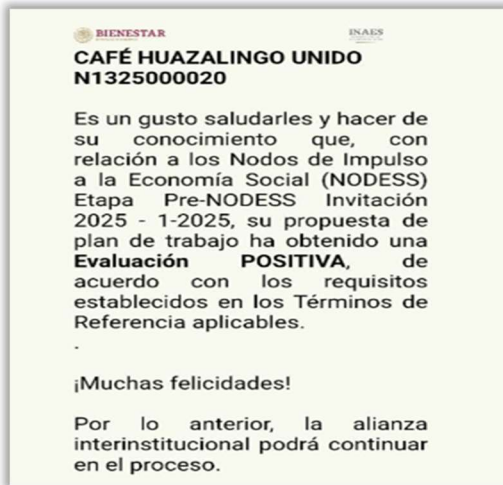 BIENESTAR
INAES
CAFÉ HUAZALINGO UNIDO
N1325000020
Es un gusto saludarles y hacer de
su conocimiento que, con
relación a los Nodos de Impulso
a la Economía Social (NODESS)
Etapa Pre-NODESS Invitación
2025 - 1-2025, su propuesta de
plan de trabajo ha obtenido una
Evaluación POSITIVA, de
acuerdo con los requisitos
establecidos en los Términos de
Referencia aplicables.
.
¡Muchas felicidades!
Por lo anterior, la alianza
interinstitucional podrá continuar
en el proceso.